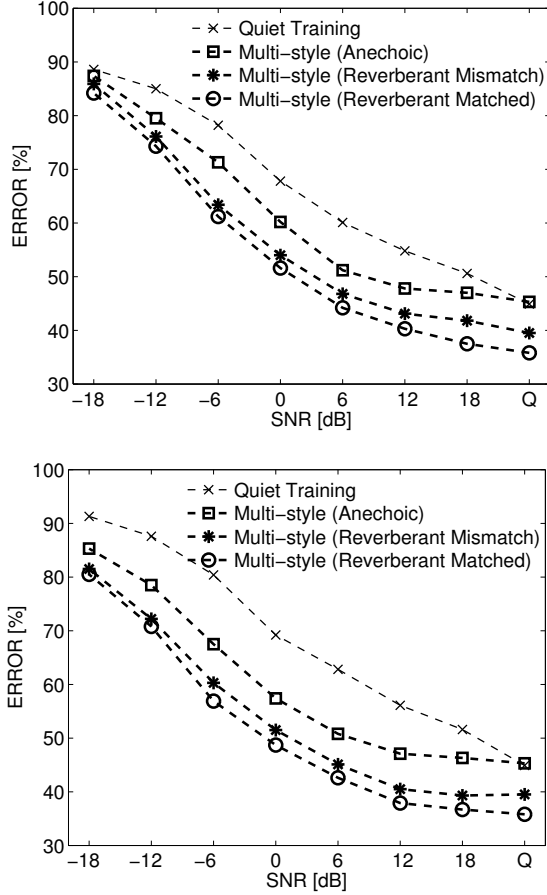 100
90
80
70
60
50
40
30
ERROR [%]
Quiet Training
Multi-style (Anechoic)
Multi-style (Reverberant Mismatch)
Multi-style (Reverberant Matched)
−18 −12 −6 0 6 12 18 Q
SNR [dB]
100
90
80
70
60
50
40
30
ERROR [%]
Quiet Training
Multi-style (Anechoic)
Multi-style (Reverberant Mismatch)
Multi-style (Reverberant Matched)
−18 −12 −6 0 6 12 18 Q
SNR [dB]